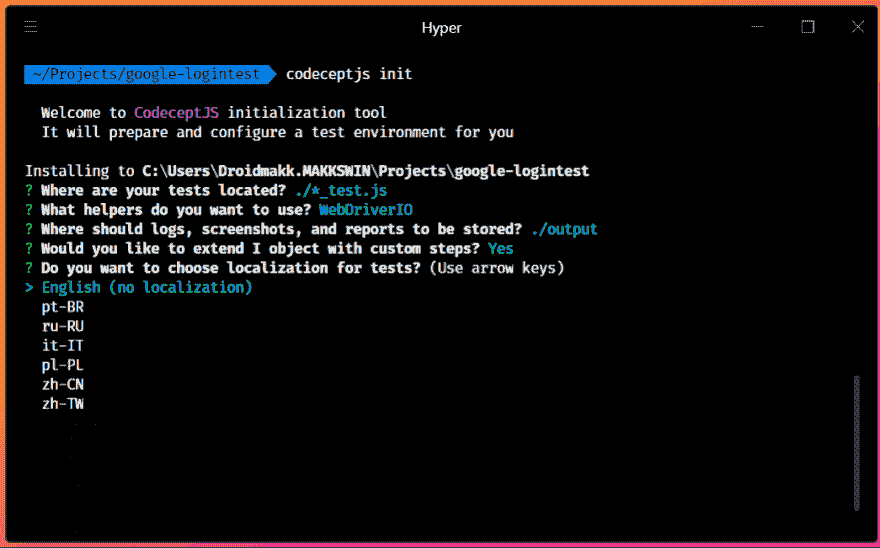 Hyper
~/Projects/google-logintest codeceptjs init
Welcome to CodeceptJS initialization tool
It will prepare and configure a test environment for you
Installing to C:\Users\Droidmakk.MAKKSWIN\Projects\google-logintest
? Where are your tests located? ./*_test.js
? What helpers do you want to use? WebDriverIO
? Where should logs, screenshots, and reports to be stored? ./output
? Would you like to extend I object with custom steps? Yes
? Do you want to choose localization for tests? (Use arrow keys)
> English (no localization)
pt-BR
ru-RU
it-IT
pl-PL
zh-CN
zh-TW